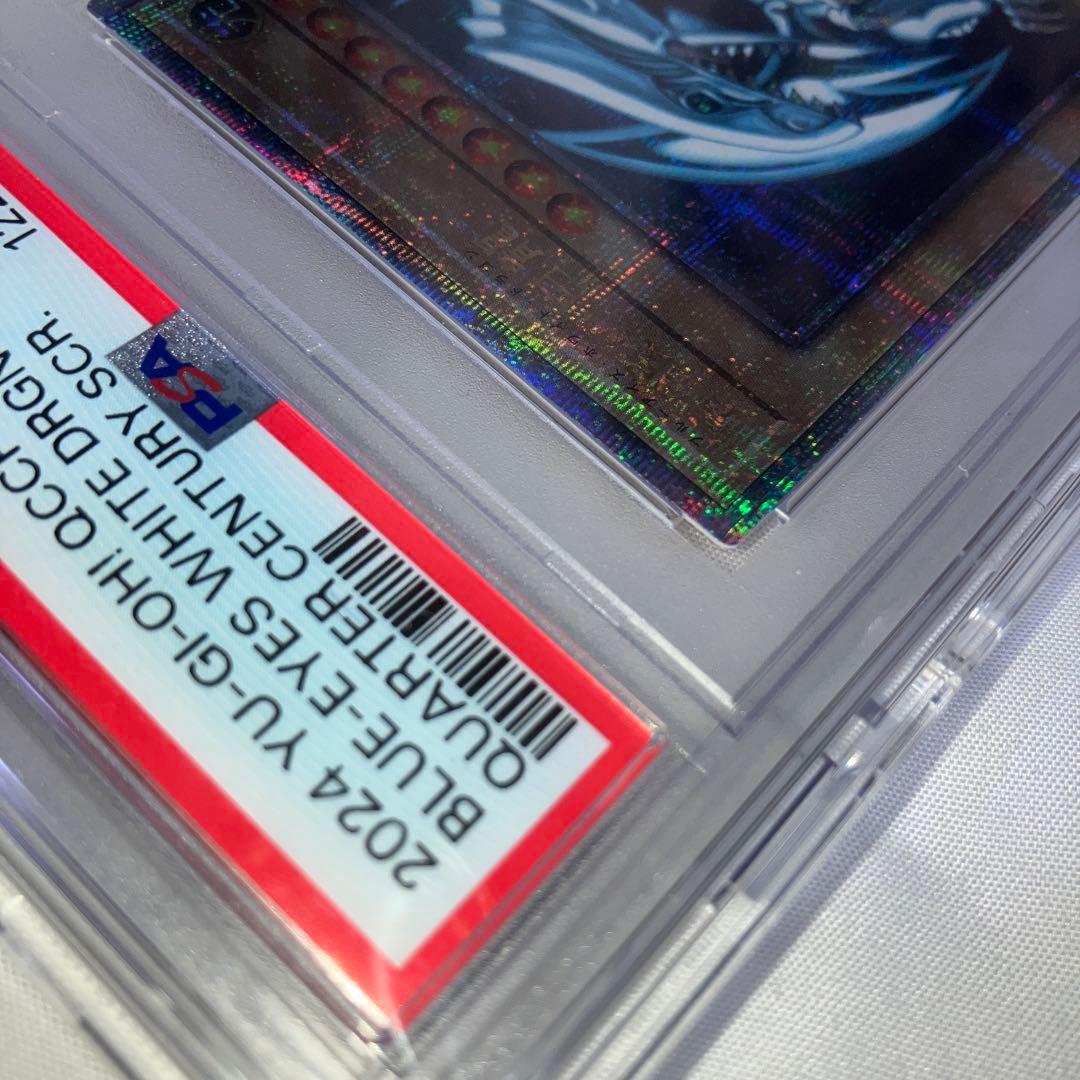 2024 YU-GI-OH! QCCP
BLUE-EYES WHITE DRGN
QUARTER CENTURY SCR.
PSA